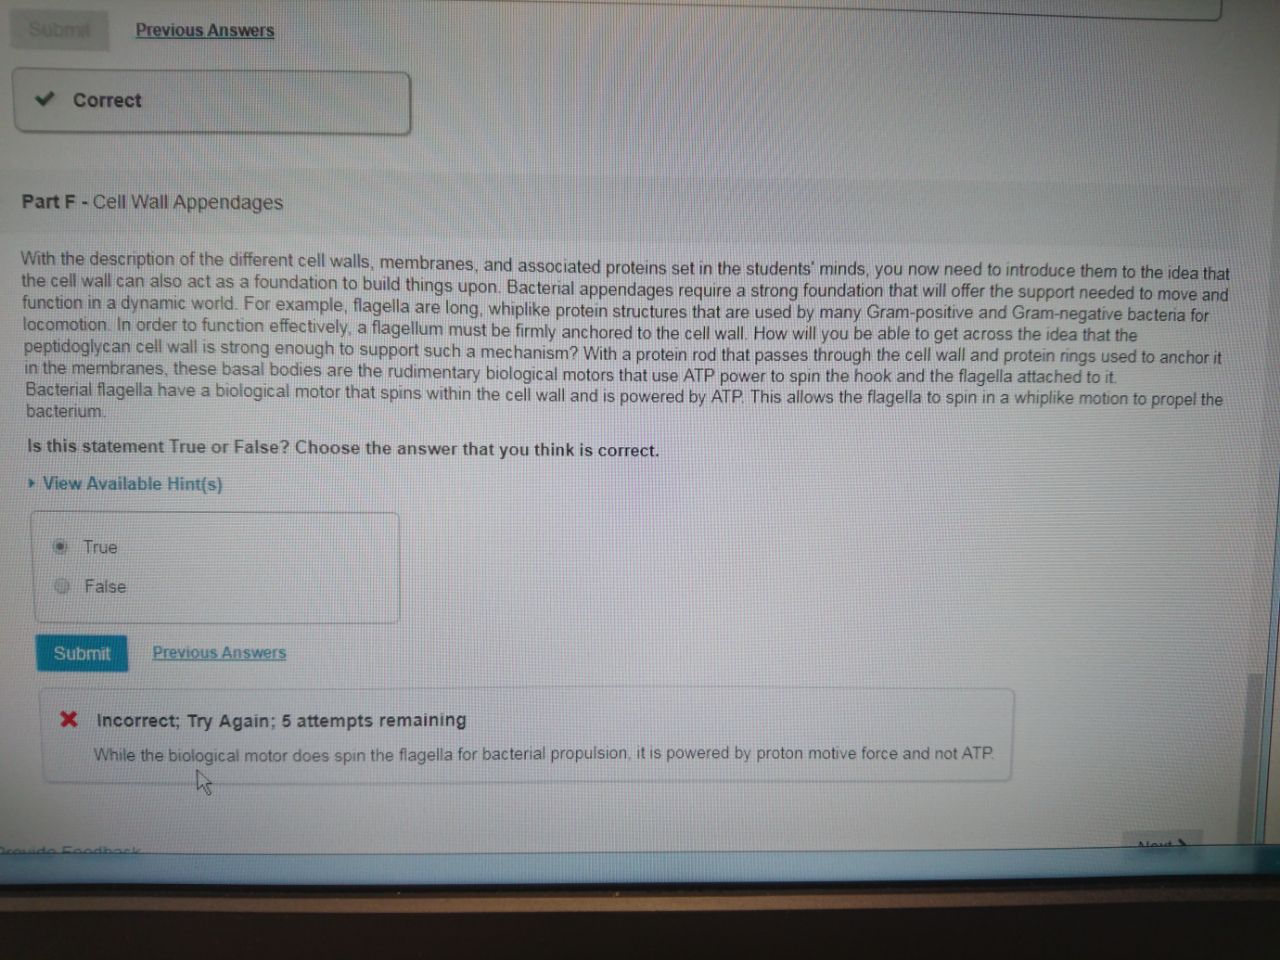 Submit Previous Answers
Correct
Part F - Cell Wall Appendages
With the description of the different cell walls, membranes, and associated proteins set in the students' minds, you now need to introduce them to the idea that
the cell wall can also act as a foundation to build things upon. Bacterial appendages require a strong foundation that will offer the support needed to move and
function in a dynamic world. For example, flagella are long, whiplike protein structures that are used by many Gram-positive and Gram-negative bacteria for
locomotion. In order to function effectively, a flagellum must be firmly anchored to the cell wall. How will you be able to get across the idea that the
peptidoglycan cell wall is strong enough to support such a mechanism? With a protein rod that passes through the cell wall and protein rings used to anchor it
in the membranes, these basal bodies are the rudimentary biological motors that use ATP power to spin the hook and the flagella attached to it.
Bacterial flagella have a biological motor that spins within the cell wall and is powered by ATP. This allows the flagella to spin in a whiplike motion to propel the
bacterium.
Is this statement True or False? Choose the answer that you think is correct.
View Available Hint(s)
True
False
Submit Previous Answers
Incorrect; Try Again; 5 attempts remaining
While the biological motor does spin the flagella for bacterial propulsion, it is powered by proton motive force and not ATP.
Provide Feedback
Next